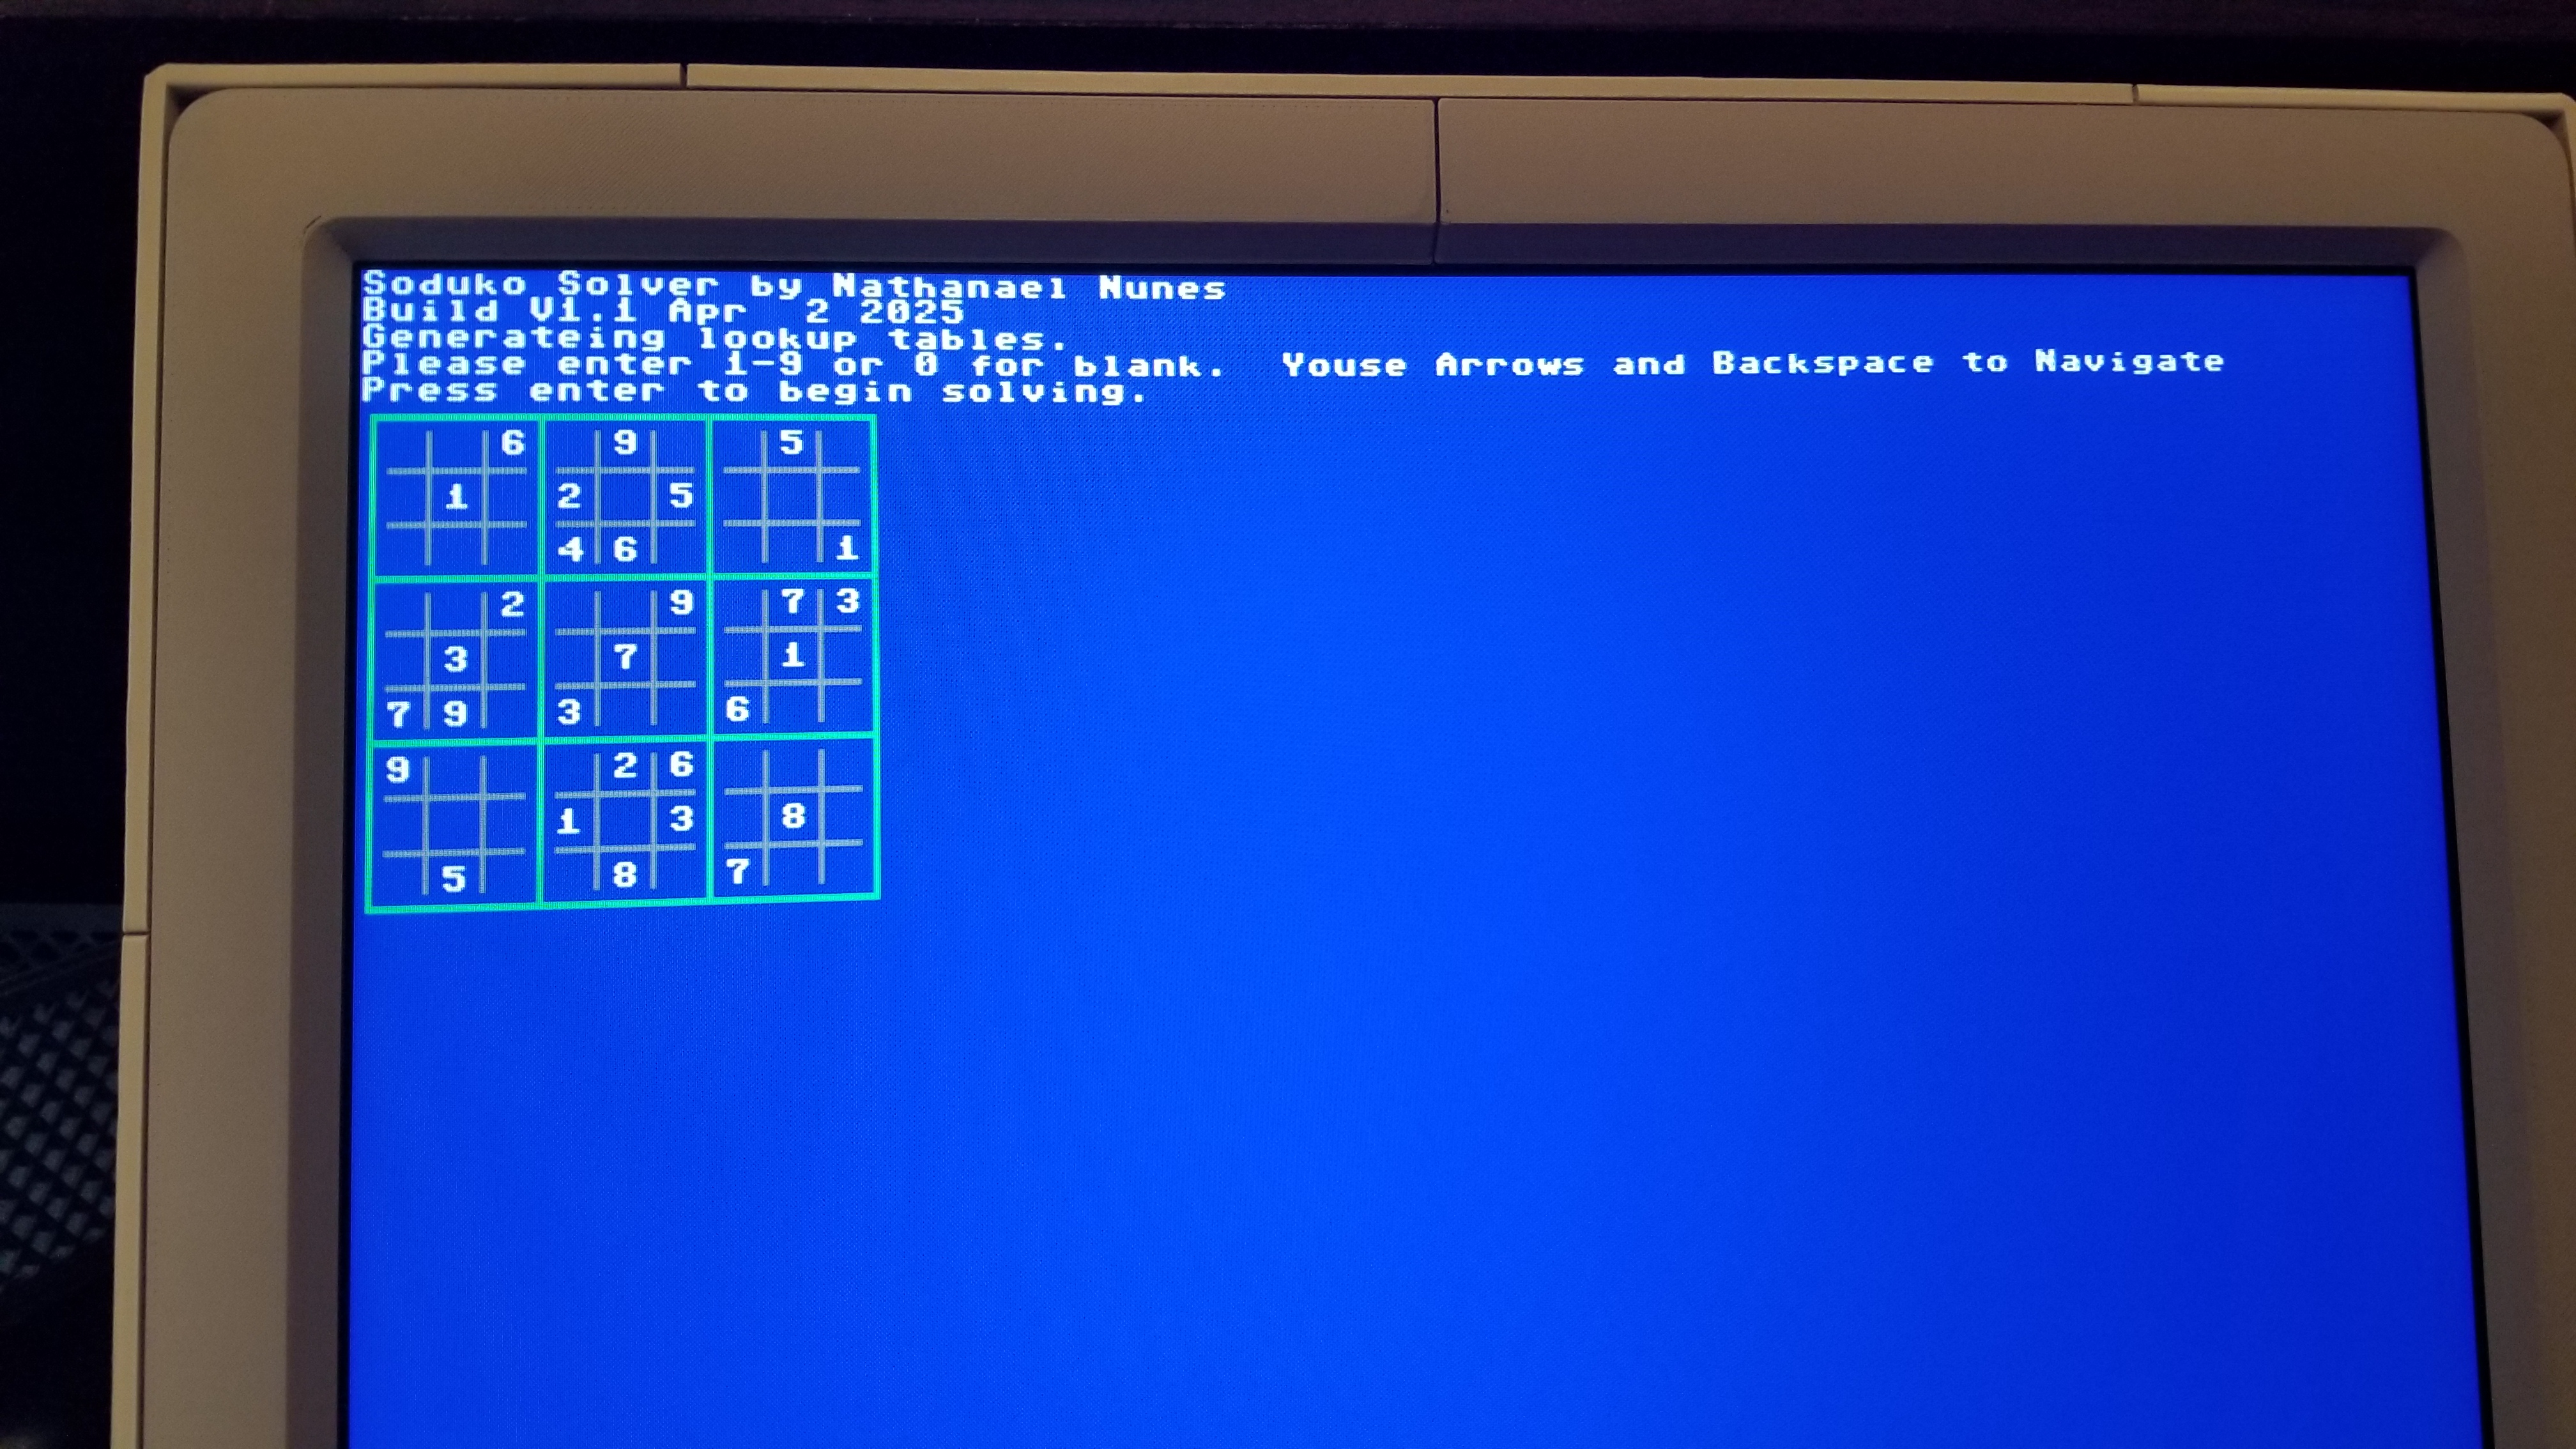 Soduko Solver by Nathanael Nunes
Build V1.1 Apr  2 2025
Generateing lookup tables.
Please enter 1-9 or 0 for blank.  Youse Arrows and Backspace to Navigate
Press enter to begin solving.
6 9 5
1 2 5
4 6 1
2 9 7 3
3 7 1
7 9 3 6
9 2 6
1 3 8
5 8 7